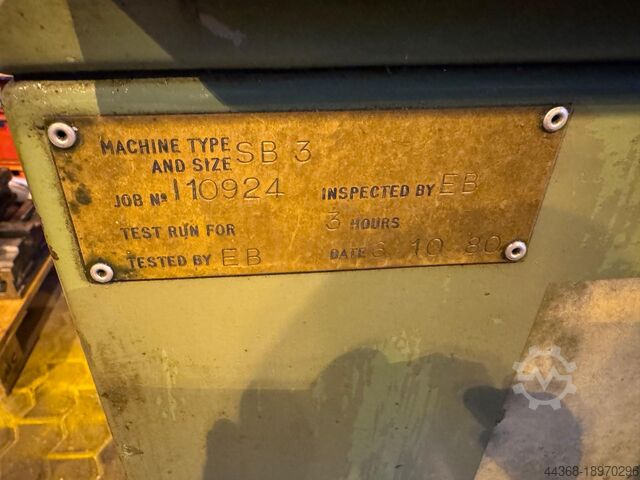 MACHINE TYPE
AND SIZE SB 3
JOB Nº 110924 INSPECTED BY EB
TEST RUN FOR 3 HOURS
TESTED BY EB DATE 6 10 80
44368-18970296